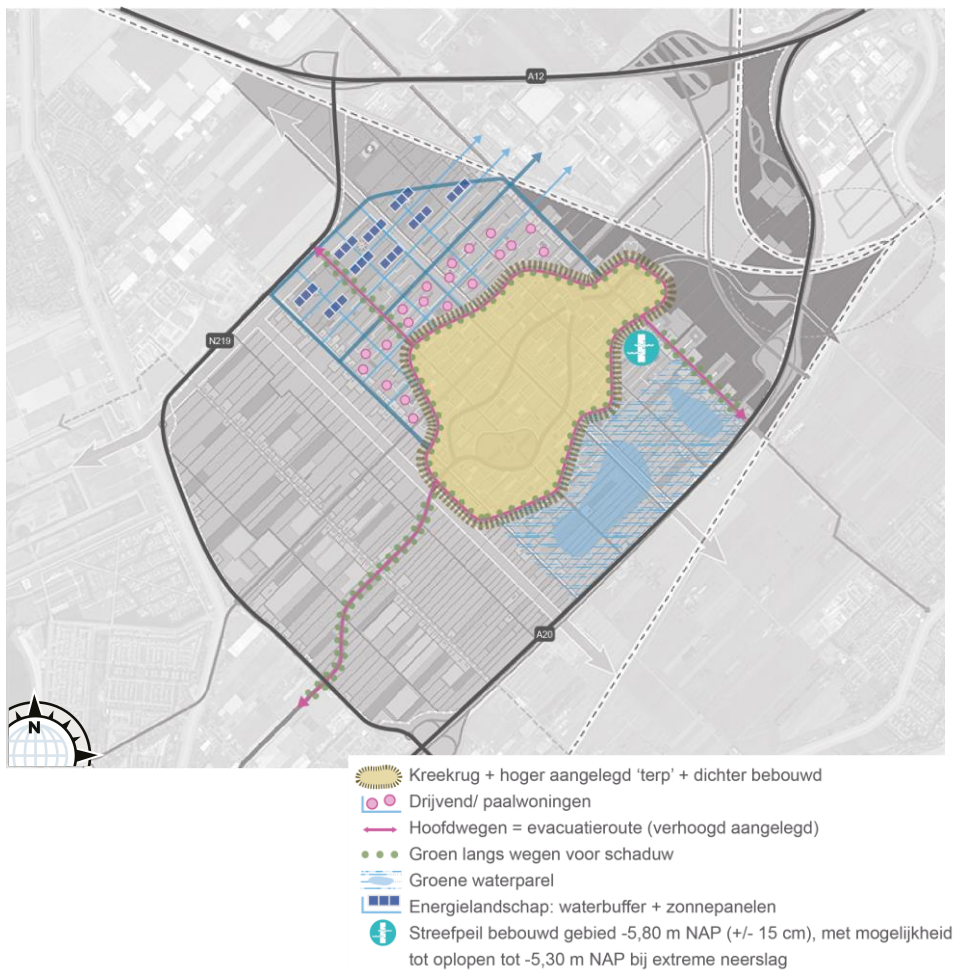 A12
N219
A20
N
Kreekrug + hoger aangelegd ‘terp’ + dichter bebouwd
Drijvend/ paalwoningen
Hoofdwegen = evacuatieroute (verhoogd aangelegd)
Groen langs wegen voor schaduw
Groene waterparel
Energielandschap: waterbuffer + zonnepanelen
Streefpeil bebouwd gebied -5,80 m NAP (+/- 15 cm), met mogelijkheid
tot oplopen tot -5,30 m NAP bij extreme neerslag